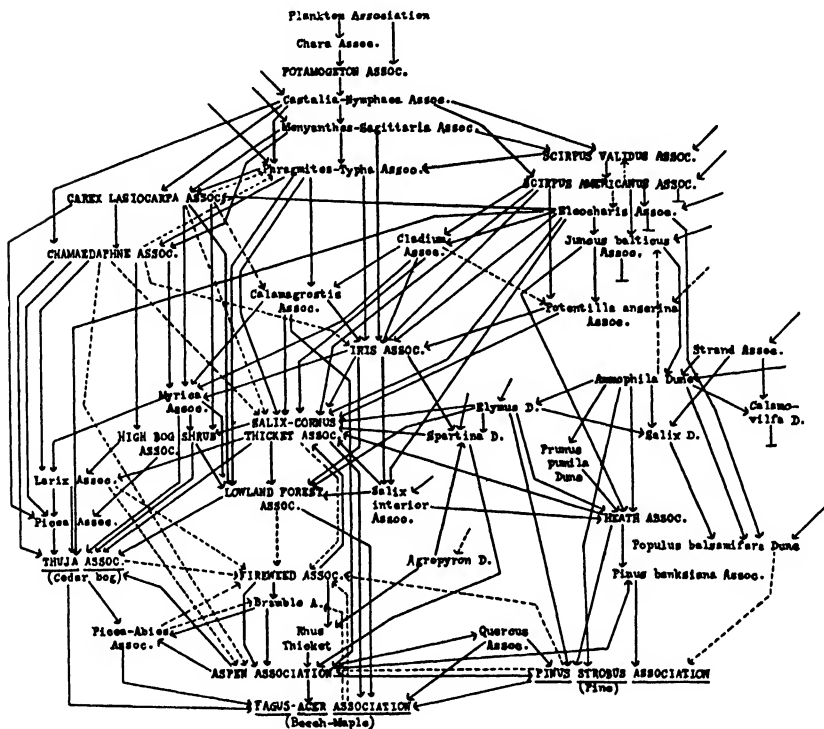 Plankton Association
Chara Assoc.
POTAMOGETON ASSOC.
Castalia-Nymphaea Assoc.
Menyanthes-Sagittaria Assoc
SCIRPUS VALIDUS ASSOC.
Phragmites-Typha Assoc.
SCIRPUS AMERICANUS ASSOC.
CAREX LASIOCARPA ASSOC.
Eleocharis Assoc.
Cladium
Assoc.
Juncus balticus
Assoc.
CHAMAEDAPHNE ASSOC.
Calamagrostis
Assoc.
Potentilla anserina
Assoc.
IRIS ASSOC.
Strand Assoc.
Ammophila Dune
Myrica
Assoc.
Elymus D.
Calamo-
vilfa D.
HIGH BOG SHRUB
ASSOC.
SALIX-CORNUS
THICKET ASSOC.
Spartina D.
Salix D.
Prunus
pumila
Dune
Larix Assoc.
LOWLAND FOREST
ASSOC.
Salix
interior
Assoc.
Picea Assoc.
HEATH ASSOC.
Populus balsamifera Dune
THUJA ASSOC.
(Cedar bog)
FIREWEED ASSOC.
Agropyron D.
Pinus banksiana Assoc.
Bramble A.
Picea-Abies
Assoc.
Rhus
Thicket
Quercus
Assoc.
ASPEN ASSOCIATION
PINUS STROBUS ASSOCIATION
(Pine)
FAGUS-ACER ASSOCIATION
(Beech-Maple)